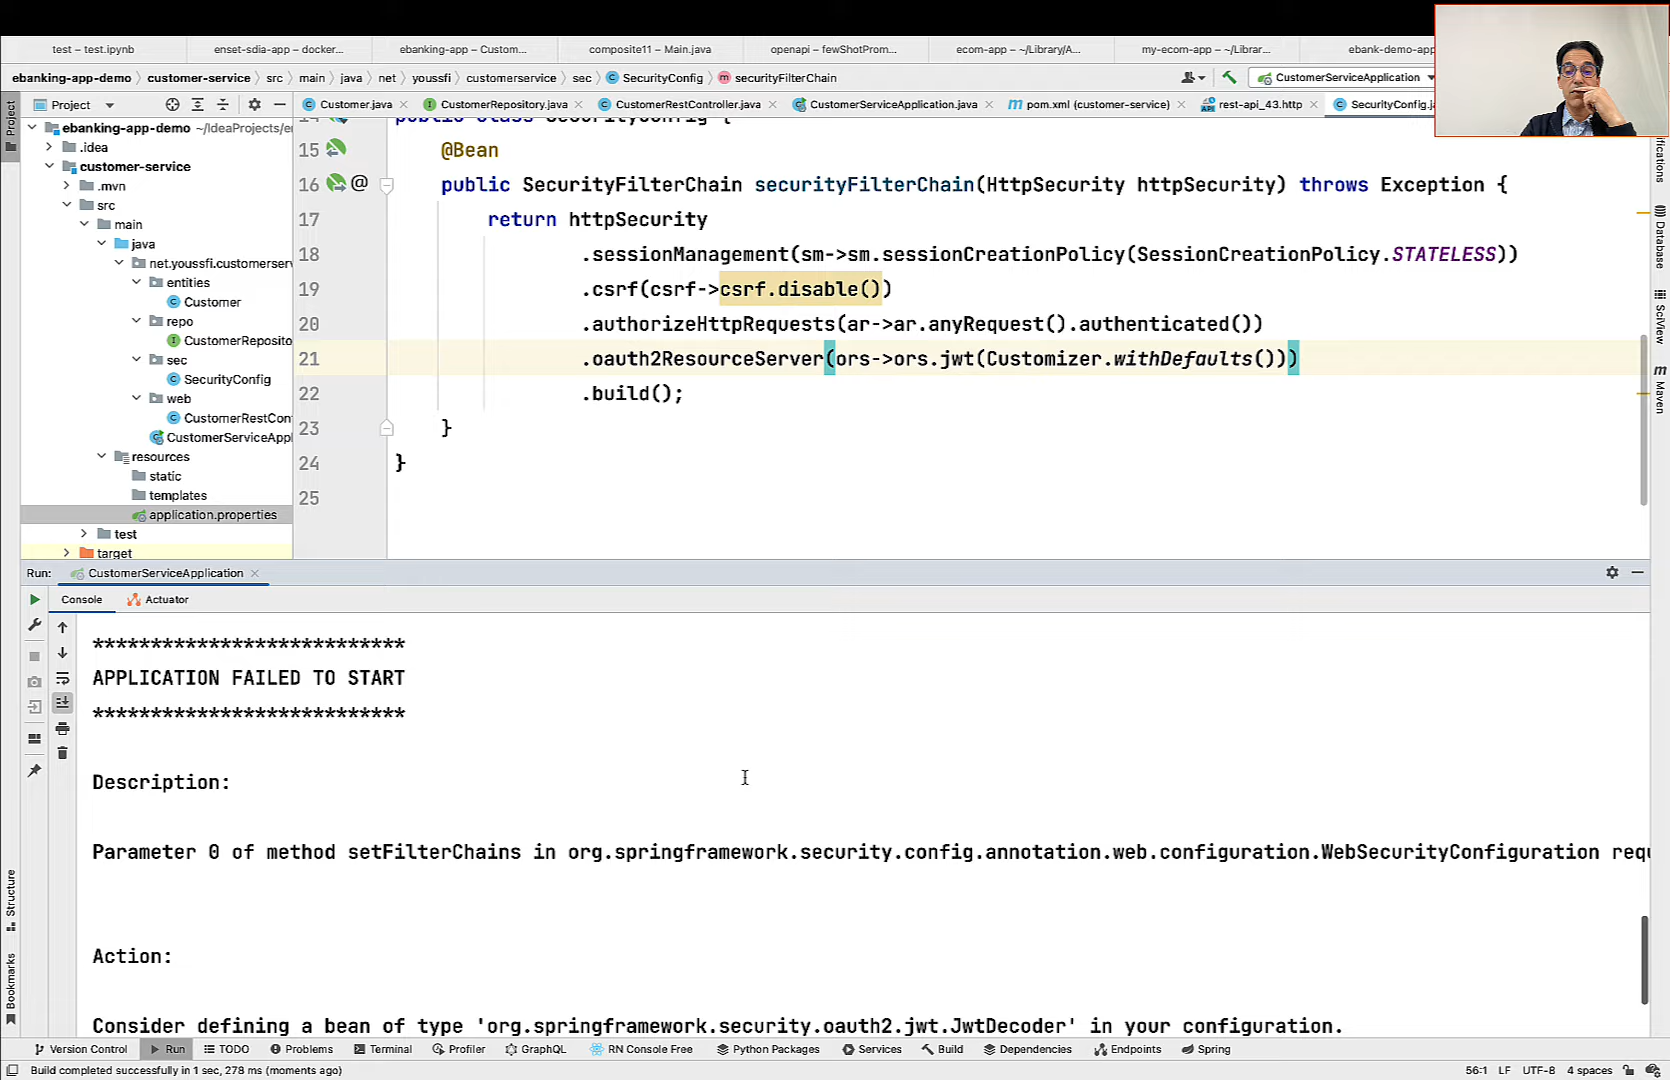 test – test.ipynb
enset-sdia-app – docker...
ebanking-app – Custom...
composite11 – Main.java
openapi – fewShotProm...
ecom-app – ~/Library/A...
my-ecom-app – ~/Librar...
ebank-demo-app
ebanking-app-demo customer-service src main java net youssfi customerservice sec SecurityConfig securityFilterChain
CustomerServiceApplication
Project
Project
Customer.java
CustomerRepository.java
CustomerRestController.java
CustomerServiceApplication.java
pom.xml (customer-service)
rest-api_43.http
SecurityConfig.j
ebanking-app-demo ~/IdeaProjects/e
.idea
customer-service
.mvn
src
main
java
net.youssfi.customerserv
entities
Customer
repo
CustomerReposito
sec
SecurityConfig
web
CustomerRestCon
CustomerServiceAppl
resources
static
templates
application.properties
test
target
15 @Bean
16 @ public SecurityFilterChain securityFilterChain(HttpSecurity httpSecurity) throws Exception {
17 return httpSecurity
18 .sessionManagement(sm->sm.sessionCreationPolicy(SessionCreationPolicy.STATELESS))
19 .csrf(csrf->csrf.disable())
20 .authorizeHttpRequests(ar->ar.anyRequest().authenticated())
21 .oauth2ResourceServer(ors->ors.jwt(Customizer.withDefaults()))
22 .build();
23 }
24 }
25
Database
SciView
Maven
Run: CustomerServiceApplication
Console Actuator
***************************
APPLICATION FAILED TO START
***************************
Description:
Parameter 0 of method setFilterChains in org.springframework.security.config.annotation.web.configuration.WebSecurityConfiguration requ
Action:
Consider defining a bean of type 'org.springframework.security.oauth2.jwt.JwtDecoder' in your configuration.
Structure
Bookmarks
Version Control Run TODO Problems Terminal Profiler GraphQL RN Console Free Python Packages Services Build Dependencies Endpoints Spring
Build completed successfully in 1 sec, 278 ms (moments ago)
56:1 LF UTF-8 4 spaces